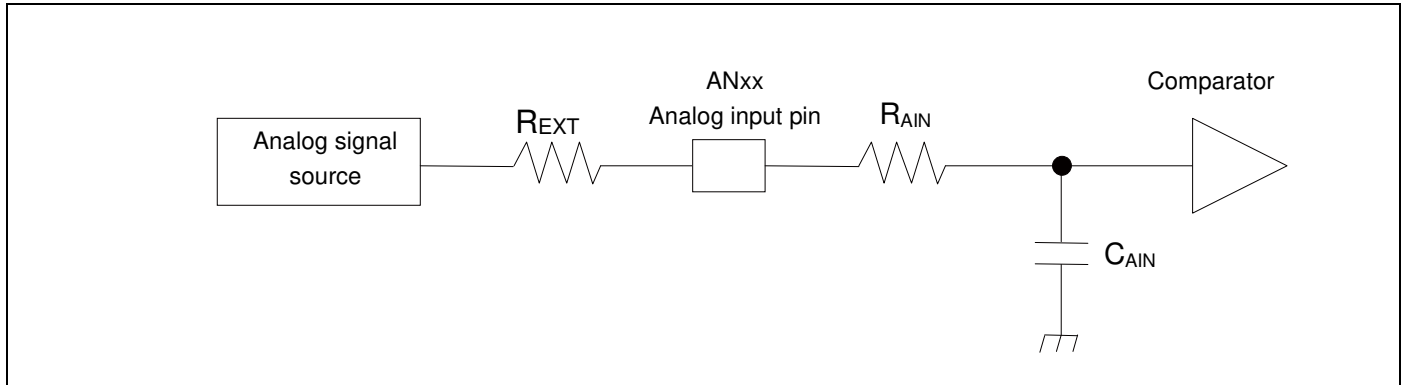 Analog signal
source
REXT
ANxx
Analog input pin
RAIN
Comparator
CAIN